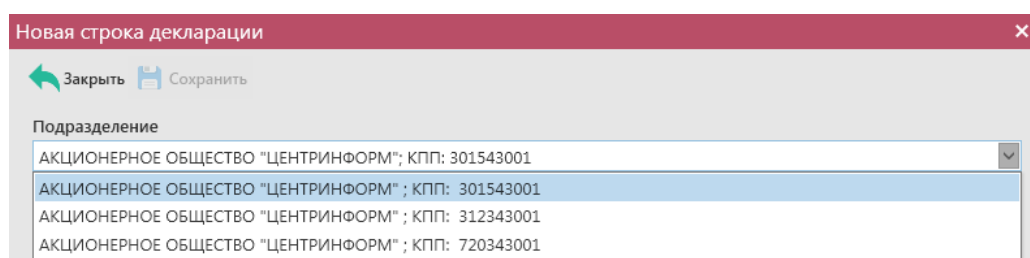 Новая строка декларации
Закрыть Сохранить
Подразделение
АКЦИОНЕРНОЕ ОБЩЕСТВО "ЦЕНТРИНФОРМ"; КПП: 301543001
АКЦИОНЕРНОЕ ОБЩЕСТВО "ЦЕНТРИНФОРМ" ; КПП: 301543001
АКЦИОНЕРНОЕ ОБЩЕСТВО "ЦЕНТРИНФОРМ" ; КПП: 312343001
АКЦИОНЕРНОЕ ОБЩЕСТВО "ЦЕНТРИНФОРМ" ; КПП: 720343001